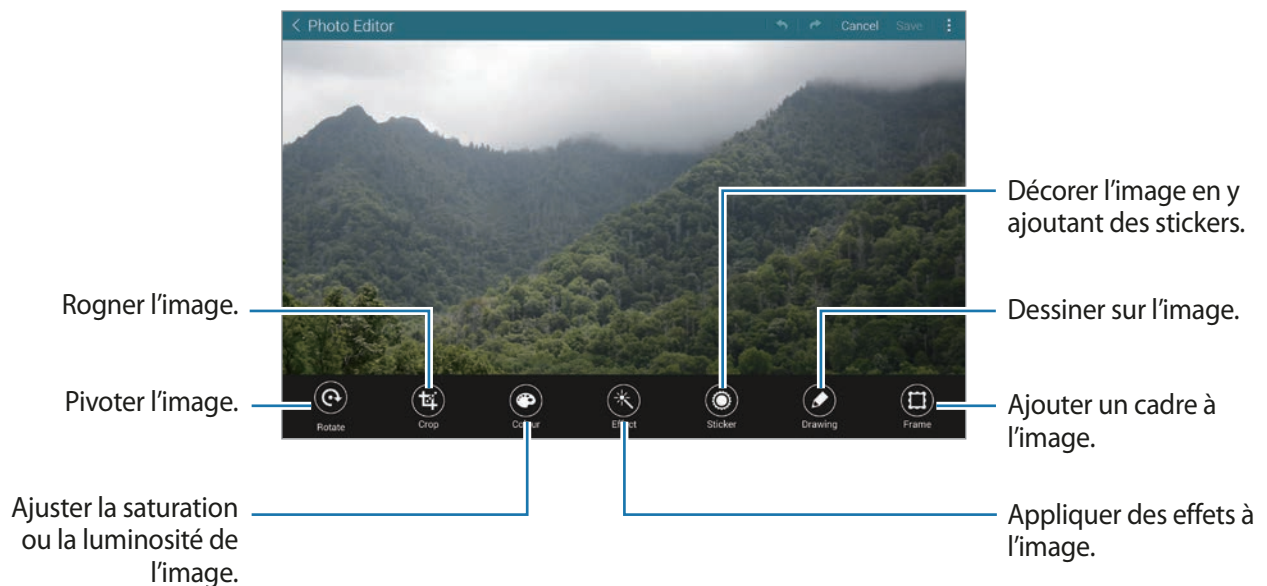 Photo Editor
Cancel Save
Décorer l'image en y
ajoutant des stickers.
Rogner l'image.
Dessiner sur l'image.
Pivoter l'image.
Ajouter un cadre à
l'image.
Rotate Crop Colour Effect Sticker Drawing Frame
Ajuster la saturation
ou la luminosité de
l'image.
Appliquer des effets à
l'image.